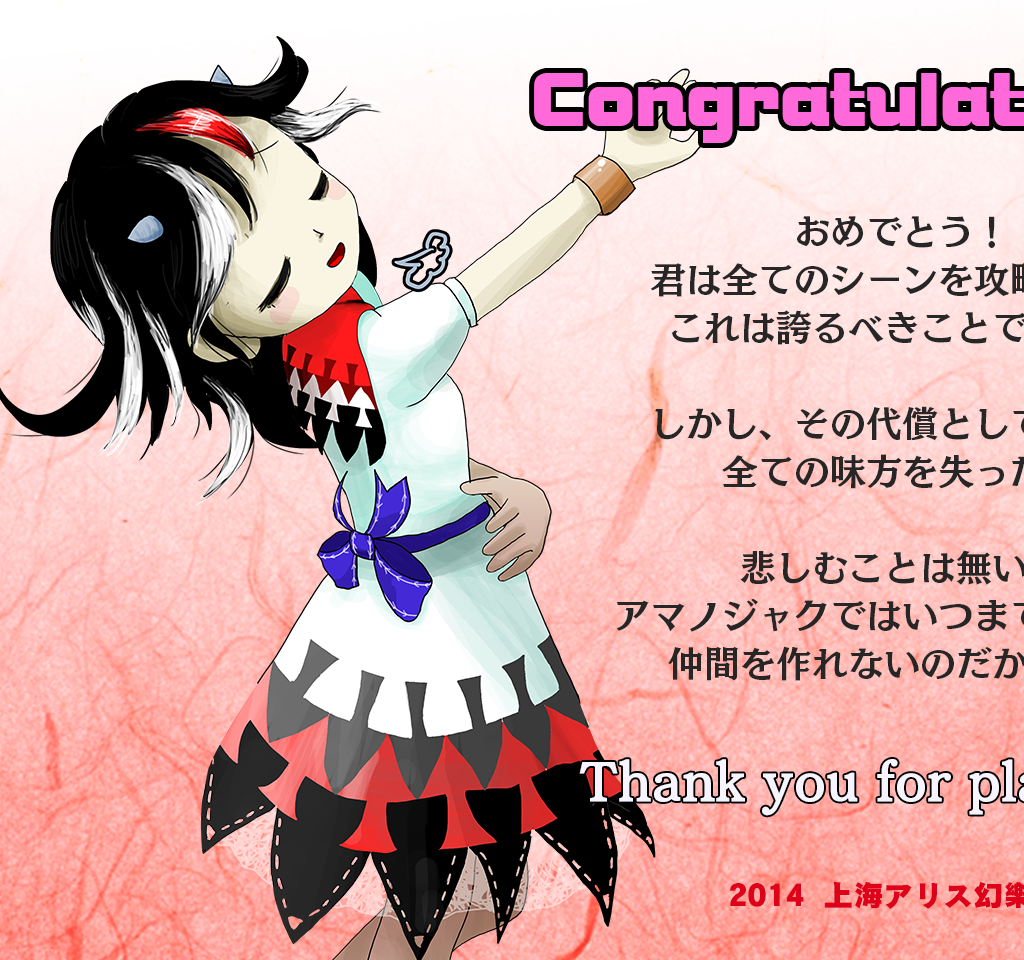 Congratulat
おめでとう！
君は全てのシーンを攻略
これは誇るべきことで
しかし、その代償として
全ての味方を失った
悲しむことは無い
アマノジャクではいつまで
仲間を作れないのだか
Thank you for pla
2014 上海アリス幻樂